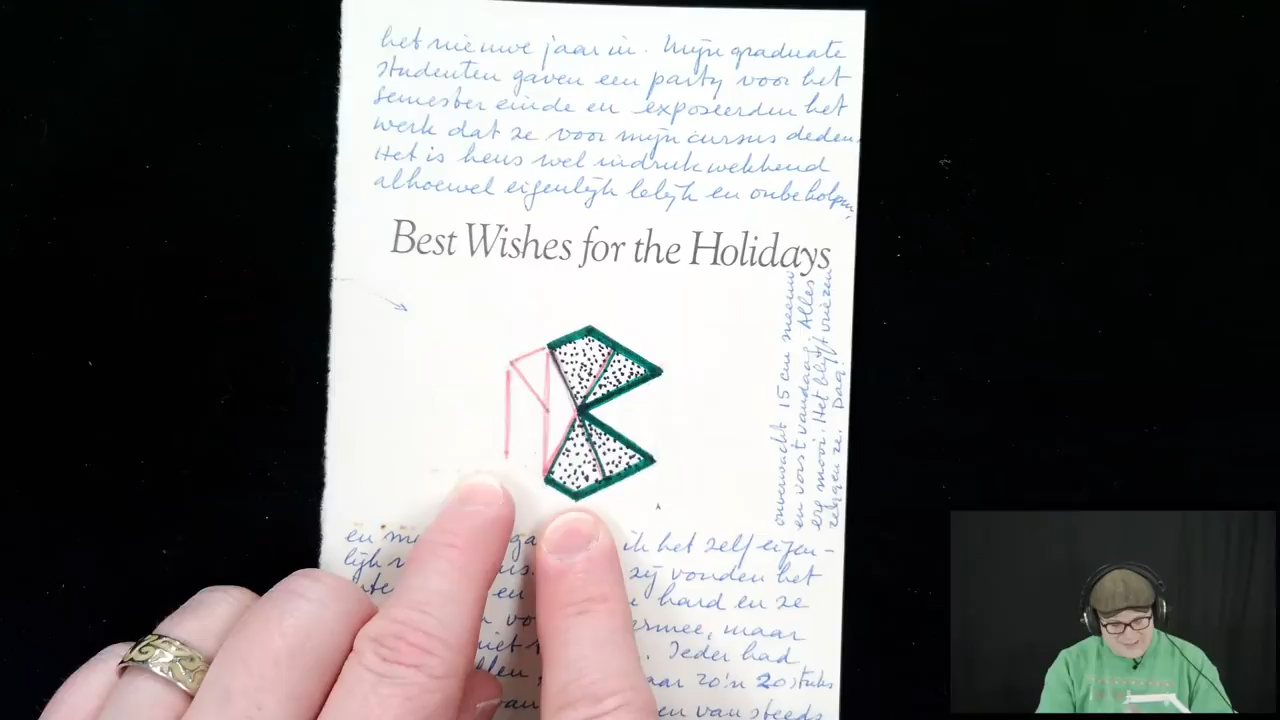 het nieuwe jaar in. Mijn graduate
studenten gaven een party voor het
semester einde en exposeerden het
werk dat ze voor mijn cursus deden.
Het is heus wel indrukwekkend
alhoewel eigenlijk lelijk en onbeholpen,
Best Wishes for the Holidays
onverwacht 15 cm sneeuw
en vorst vandaag. Alles
erg mooi. Het blijft vriezen
zeggen ze. Dag!
en ik het zelf eigen-
lijk zij vonden het
en hard en ze
ermee, maar
niet Ieder had
aar zo'n 20 stuks
van steeds